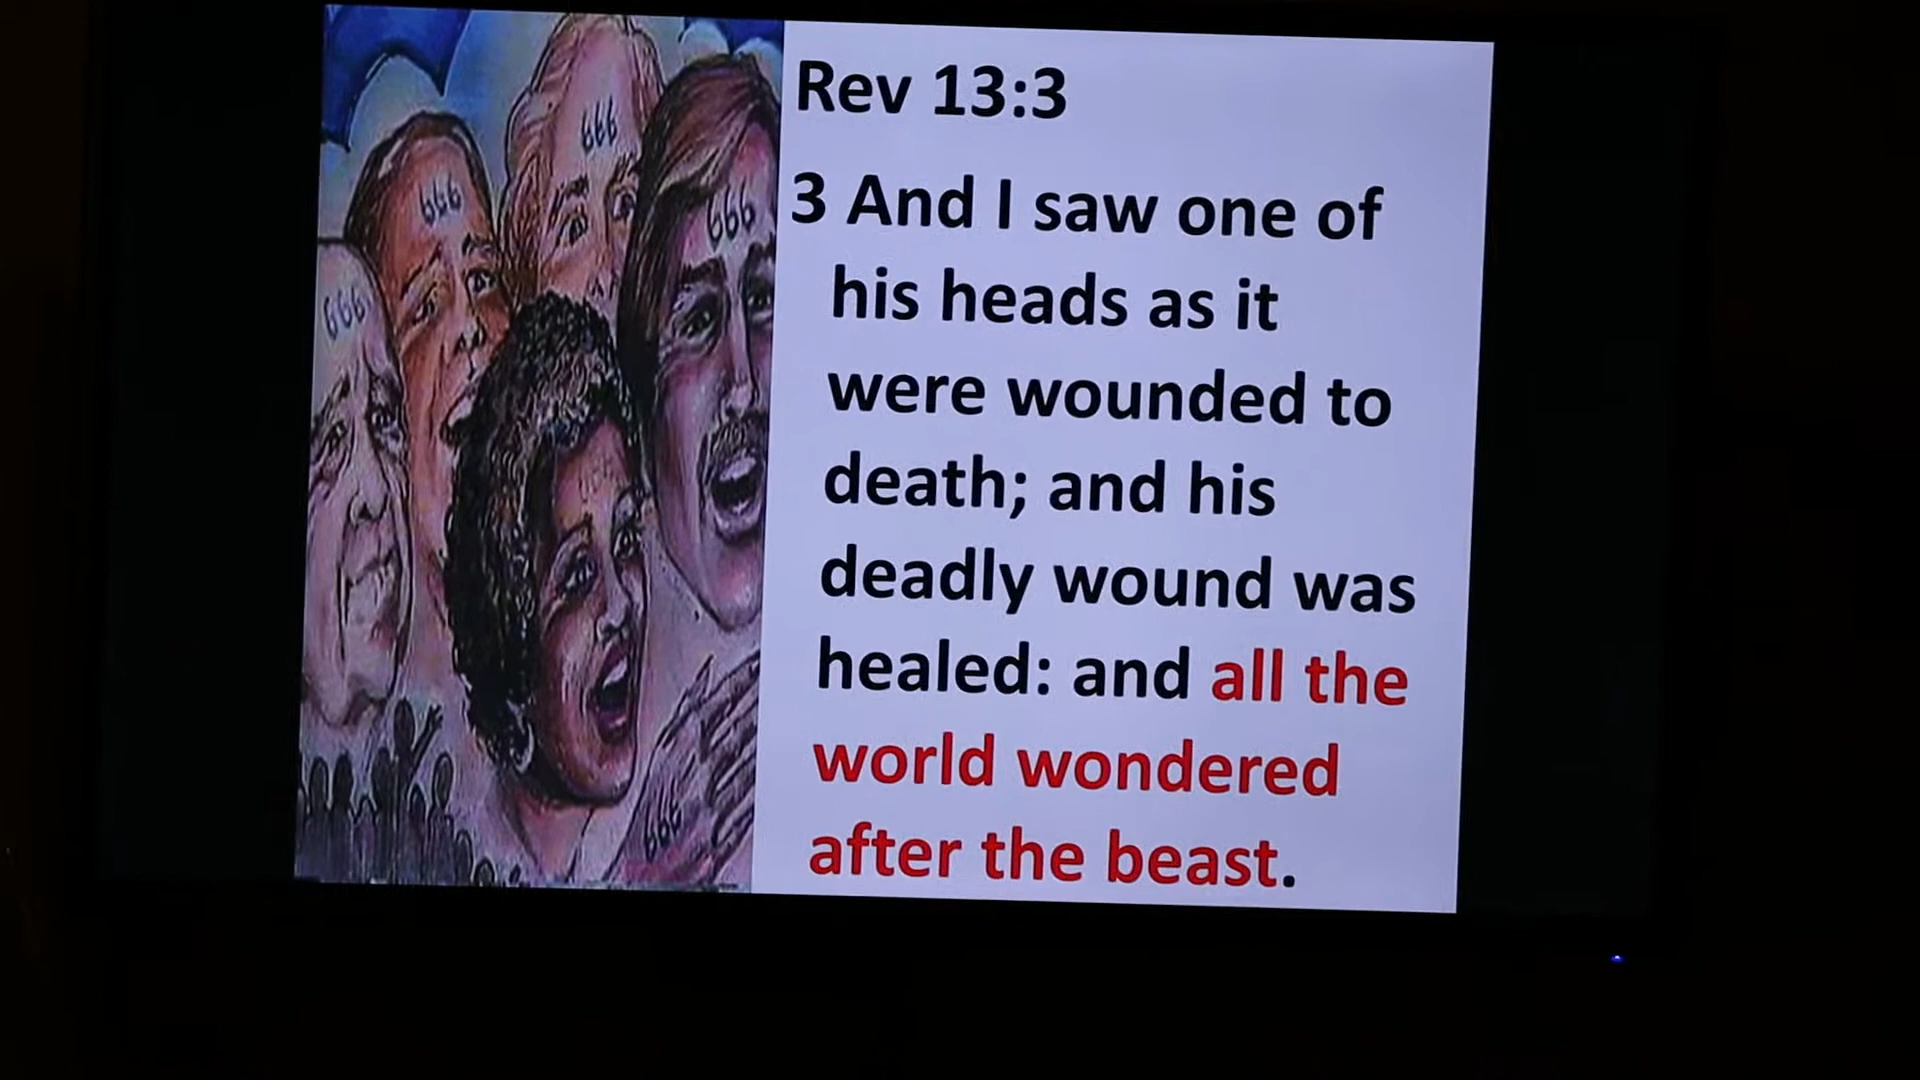 Rev 13:3
3 And I saw one of
his heads as it
were wounded to
death; and his
deadly wound was
healed: and all the
world wondered
after the beast.
666
666
666
666
666